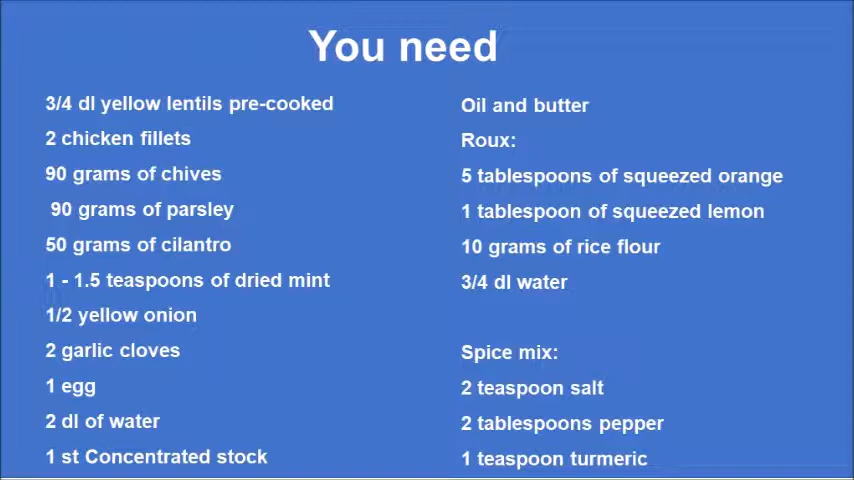 You need
3/4 dl yellow lentils pre-cooked
2 chicken fillets
90 grams of chives
90 grams of parsley
50 grams of cilantro
1 - 1.5 teaspoons of dried mint
1/2 yellow onion
2 garlic cloves
1 egg
2 dl of water
1 st Concentrated stock
Oil and butter
Roux:
5 tablespoons of squeezed orange
1 tablespoon of squeezed lemon
10 grams of rice flour
3/4 dl water
Spice mix:
2 teaspoon salt
2 tablespoons pepper
1 teaspoon turmeric